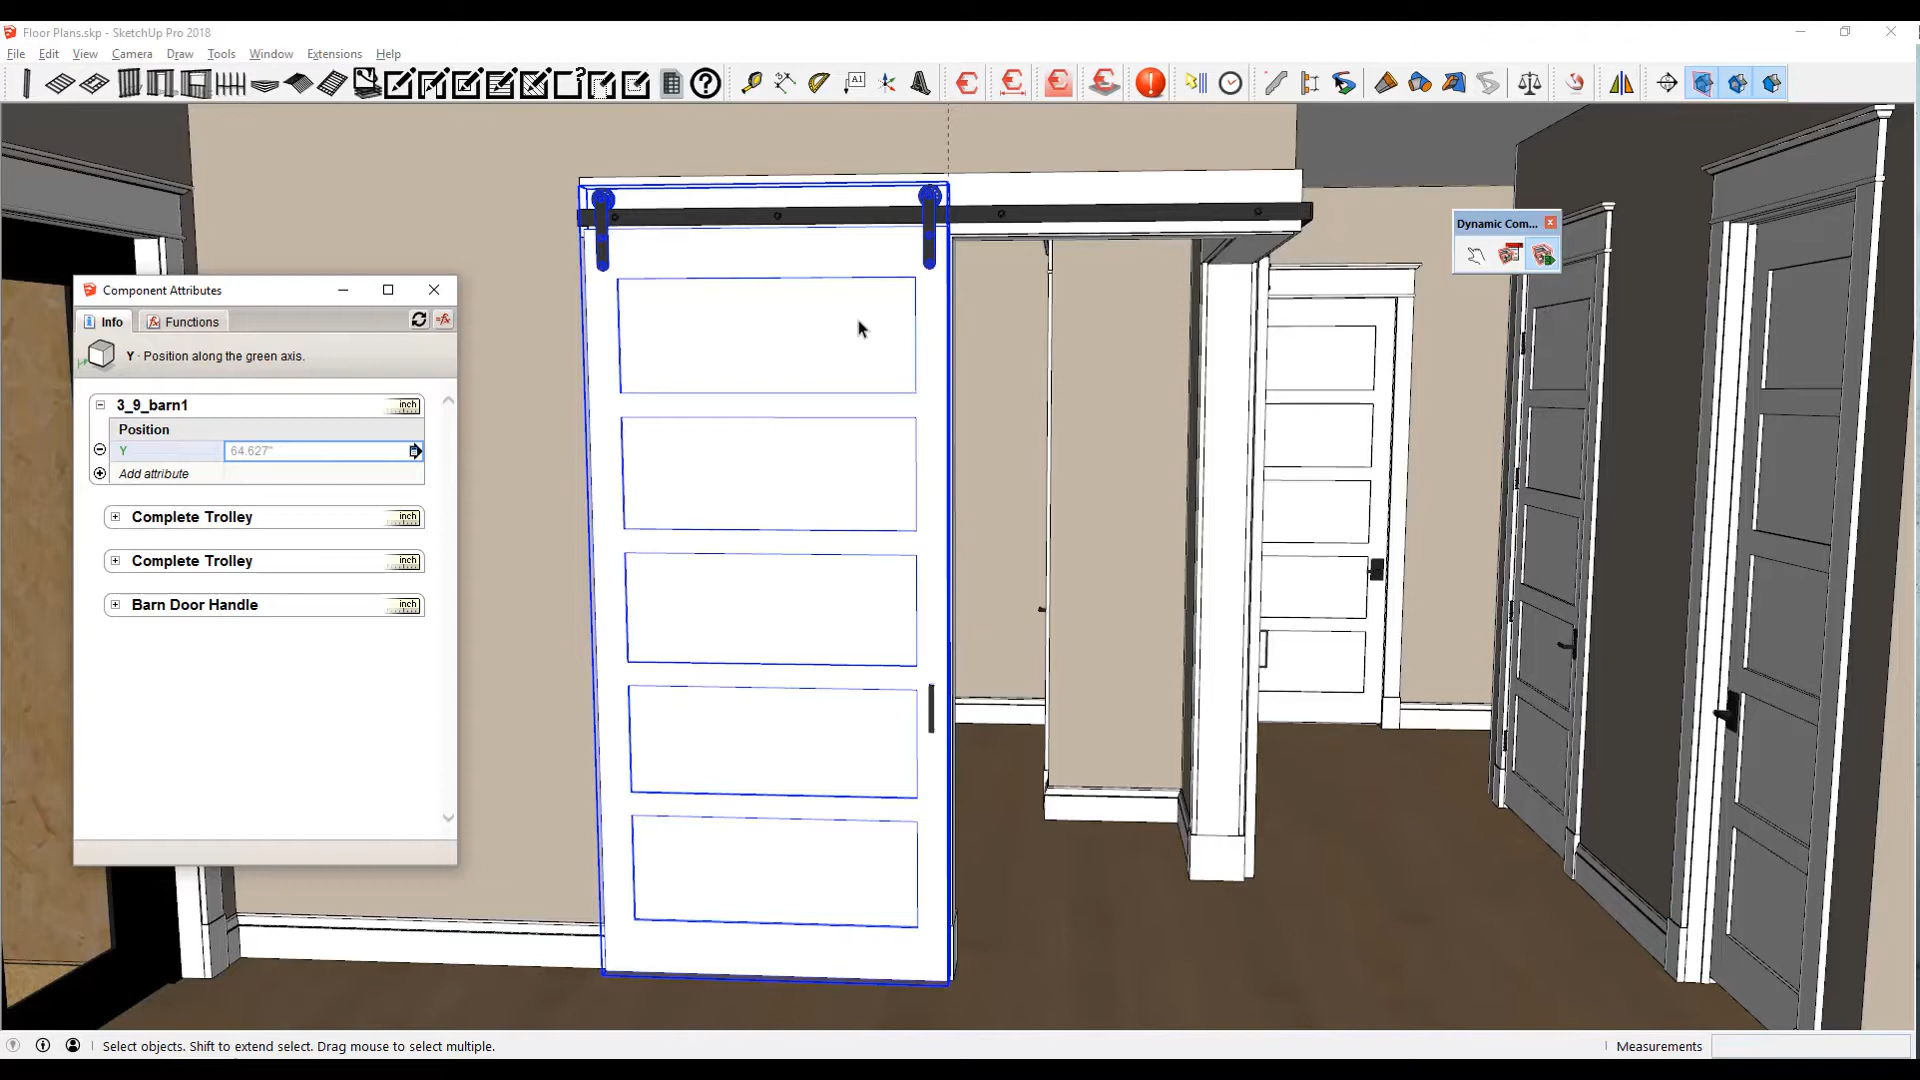 Floor Plans.skp - SketchUp Pro 2018
File Edit View Camera Draw Tools Window Extensions Help
A1
Dynamic Com...
Component Attributes
Info Functions =fx
Y · Position along the green axis.
3_9_barn1 inch
Position
Y 64.627"
Add attribute
Complete Trolley inch
Complete Trolley inch
Barn Door Handle inch
Select objects. Shift to extend select. Drag mouse to select multiple. Measurements